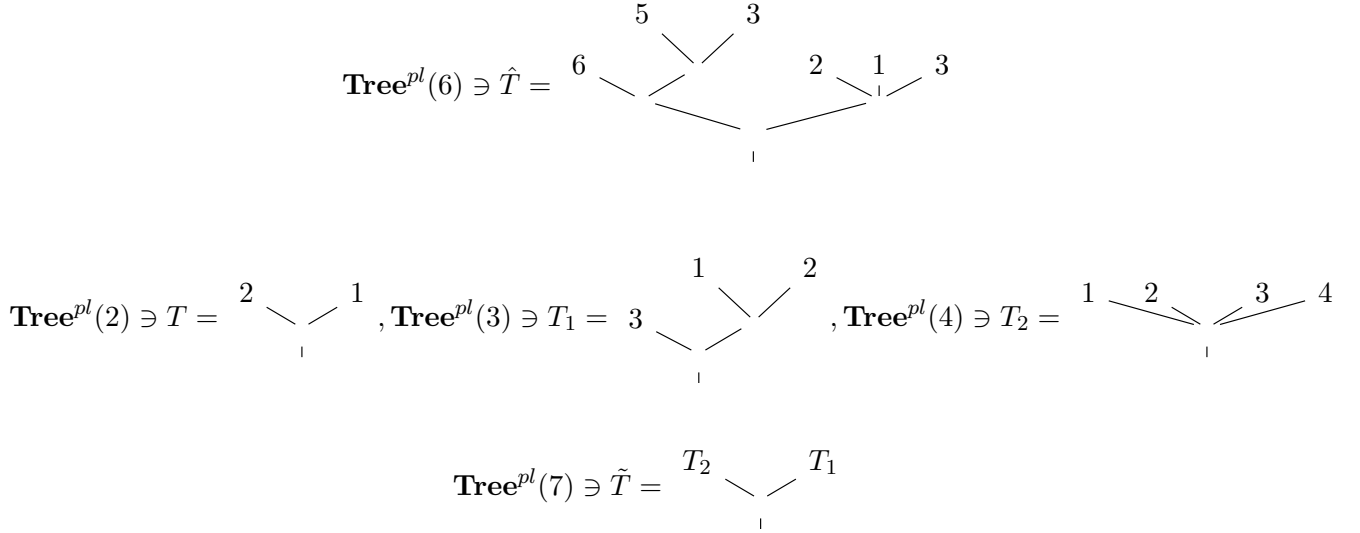 5 3
6 2 1 3
Tree^{pl}(6) ∋ T̂ =
1 2
2 1 1 2 3 4
Tree^{pl}(2) ∋ T = , Tree^{pl}(3) ∋ T_1 = 3 , Tree^{pl}(4) ∋ T_2 =
T_2 T_1
Tree^{pl}(7) ∋ T̃ =